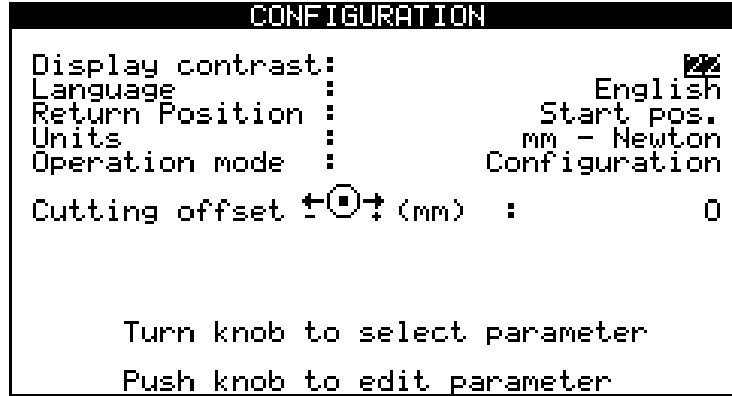 CONFIGURATION
Display contrast:
Language : English
Return Position : Start pos.
Units : mm - Newton
Operation mode : Configuration
Cutting offset - + (mm) : 0
Turn knob to select parameter
Push knob to edit parameter